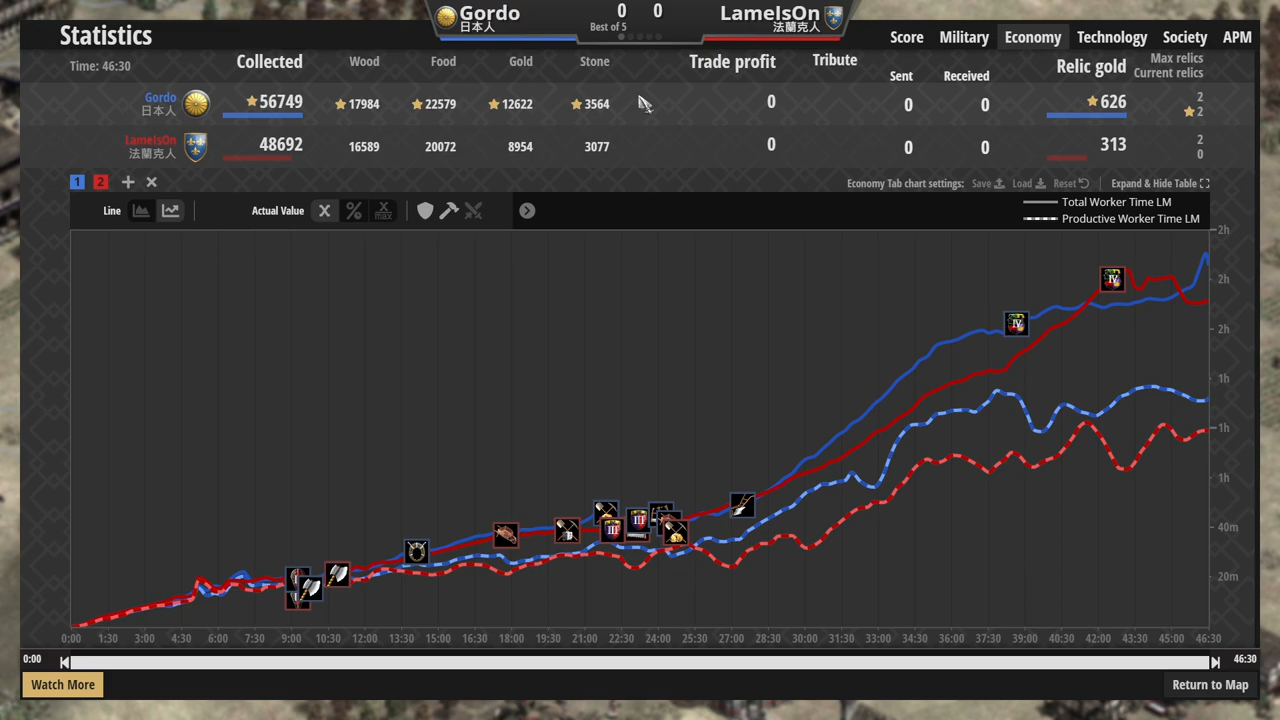 Gordo 0 0 LameIsOn
日本人 Best of 5 法蘭克人
Statistics
Score Military Economy Technology Society APM
Time: 46:30
Collected Wood Food Gold Stone Trade profit Tribute Sent Received Relic gold Max relics
Current relics
Gordo 56749 17984 22579 12622 3564 0 0 0 626 2
日本人 2
LameIsOn 48692 16589 20072 8954 3077 0 0 0 313 2
法蘭克人 0
1 2 + ×
Economy Tab chart settings: Save Load Reset Expand & Hide Table
Line Actual Value X % X max
Total Worker Time LM
Productive Worker Time LM
2h
2h
2h
1h
1h
1h
40m
20m
IV
IV
III
III
0:00 1:30 3:00 4:30 6:00 7:30 9:00 10:30 12:00 13:30 15:00 16:30 18:00 19:30 21:00 22:30 24:00 25:30 27:00 28:30 30:00 31:30 33:00 34:30 36:00 37:30 39:00 40:30 42:00 43:30 45:00 46:30
0:00 46:30
Watch More Return to Map